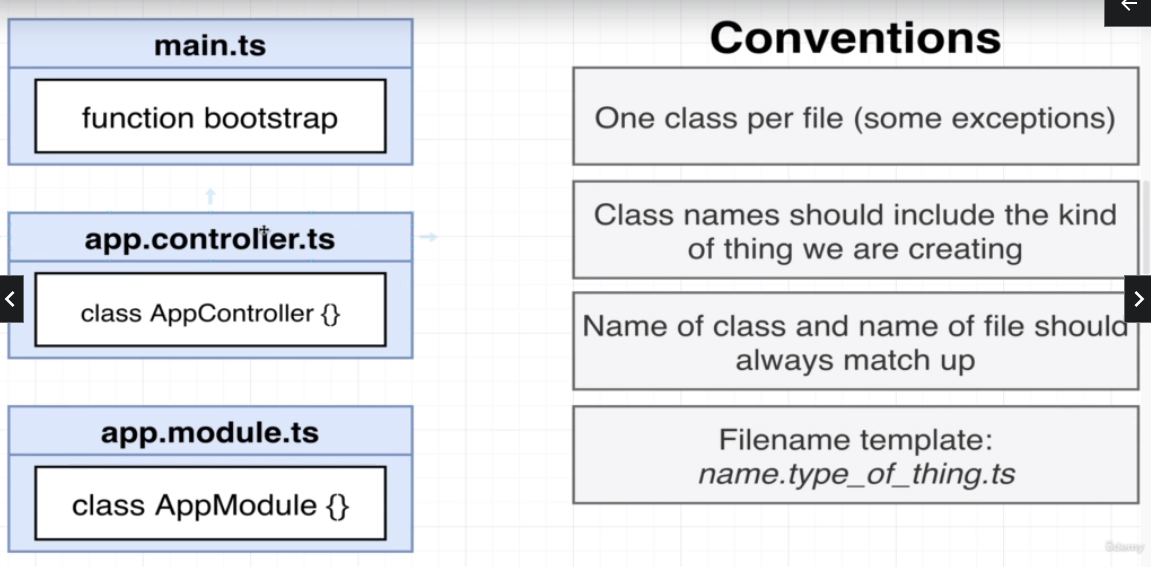 main.ts
function bootstrap
app.controller.ts
class AppController {}
app.module.ts
class AppModule {}
Conventions
One class per file (some exceptions)
Class names should include the kind
of thing we are creating
Name of class and name of file should
always match up
Filename template:
name.type_of_thing.ts
Udemy